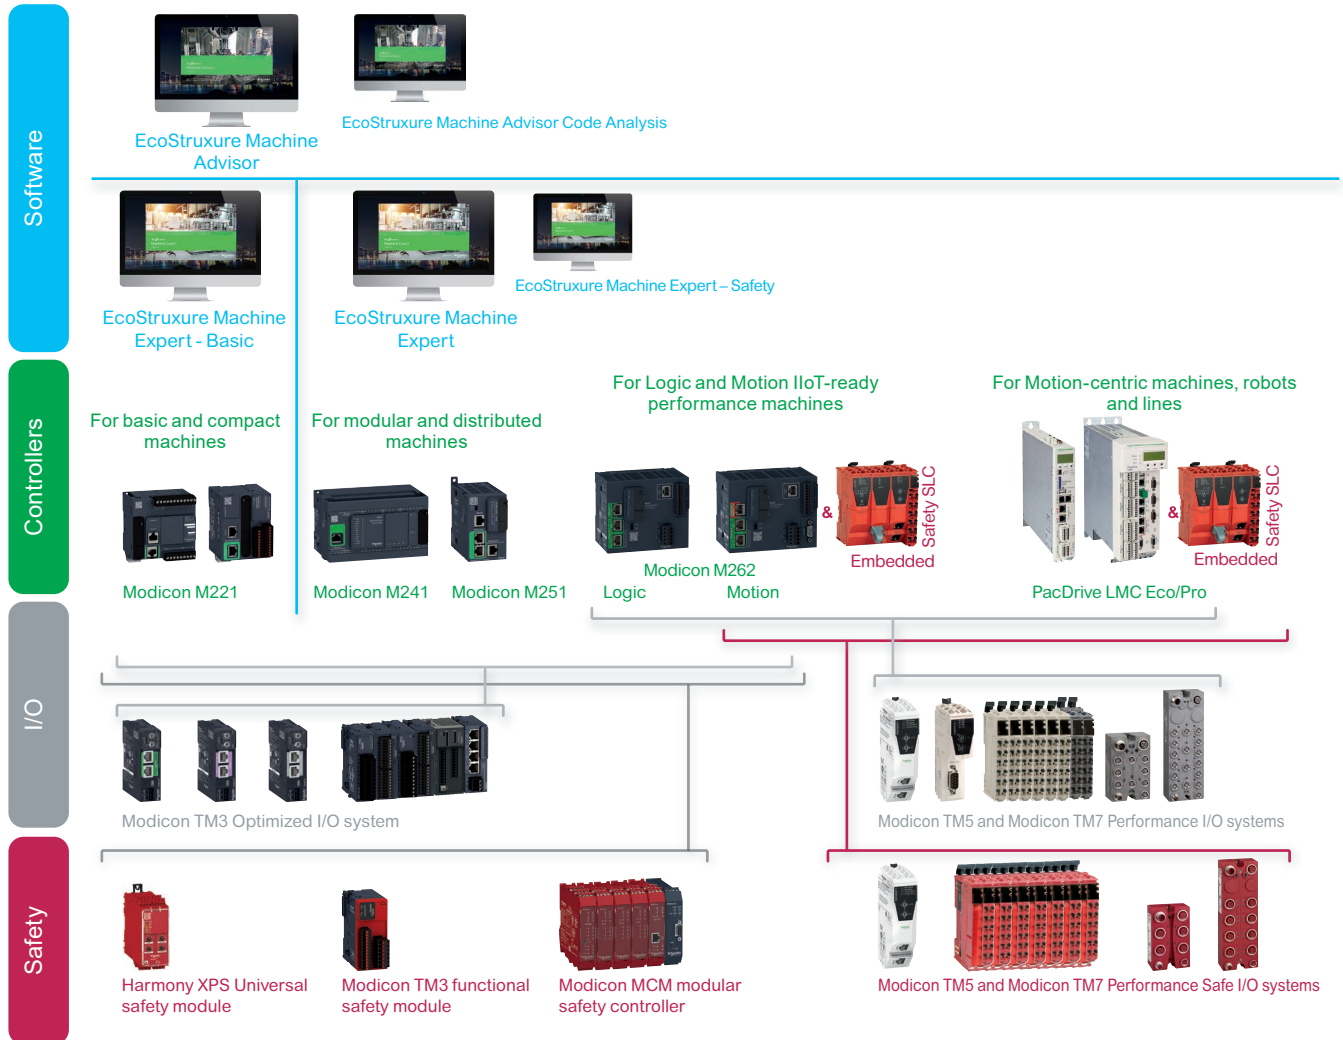 Software
EcoStruxure Machine
Advisor
EcoStruxure Machine Advisor Code Analysis
EcoStruxure Machine
Expert - Basic
EcoStruxure Machine
Expert
EcoStruxure Machine Expert – Safety
Controllers
For basic and compact
machines
For modular and distributed
machines
For Logic and Motion IIoT-ready
performance machines
For Motion-centric machines, robots
and lines
Modicon M221
Modicon M241
Modicon M251
Modicon M262
Logic
Motion
&
Embedded
Safety SLC
PacDrive LMC Eco/Pro
&
Embedded
Safety SLC
I/O
Modicon TM3 Optimized I/O system
Modicon TM5 and Modicon TM7 Performance I/O systems
Safety
Harmony XPS Universal
safety module
Modicon TM3 functional
safety module
Modicon MCM modular
safety controller
Modicon TM5 and Modicon TM7 Performance Safe I/O systems